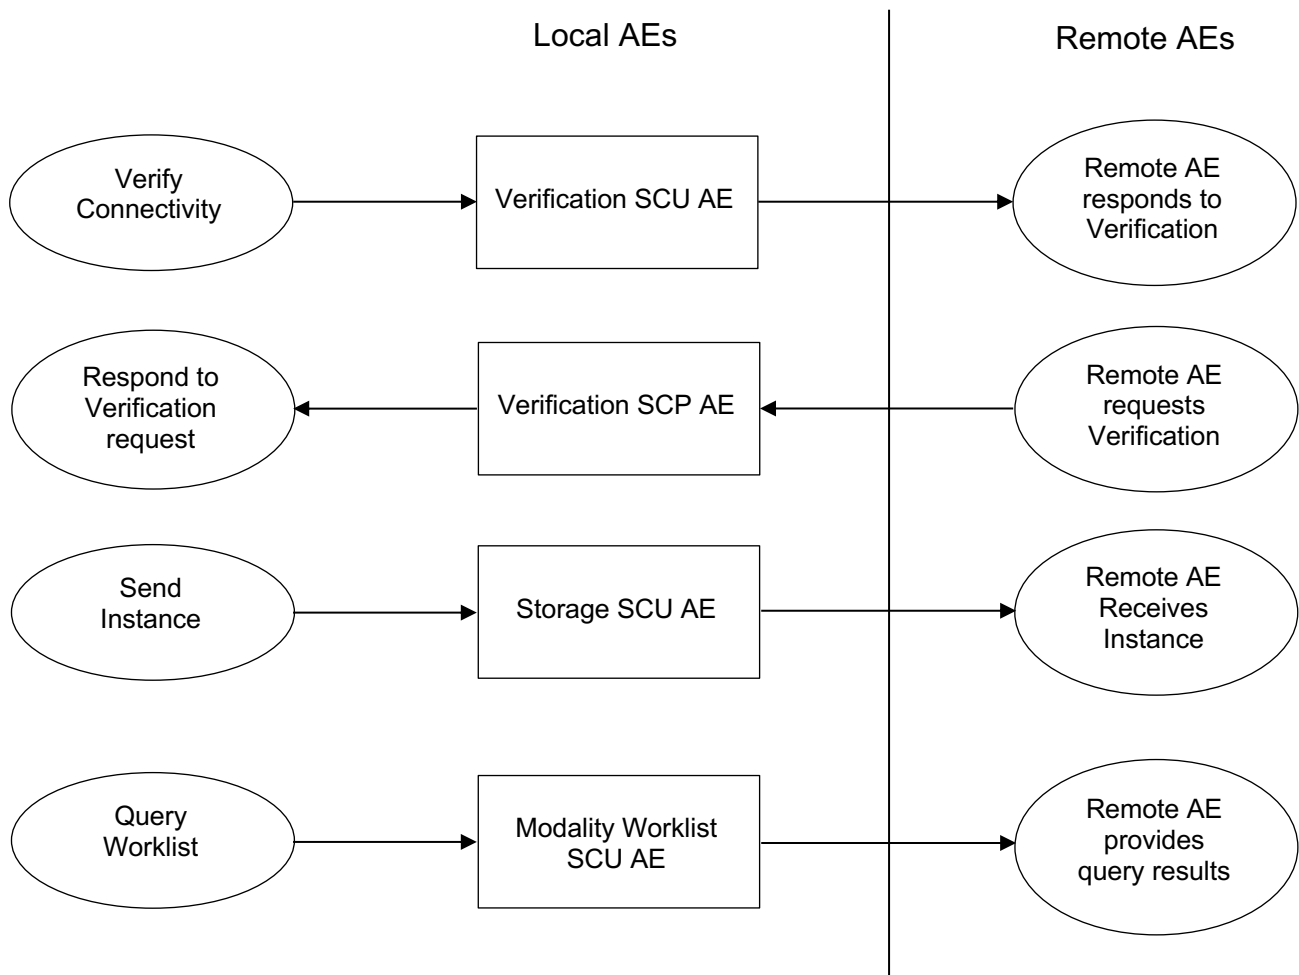 Local AEs
Remote AEs
Verify
Connectivity
Verification SCU AE
Remote AE
responds to
Verification
Respond to
Verification
request
Verification SCP AE
Remote AE
requests
Verification
Send
Instance
Storage SCU AE
Remote AE
Receives
Instance
Query
Worklist
Modality Worklist
SCU AE
Remote AE
provides
query results